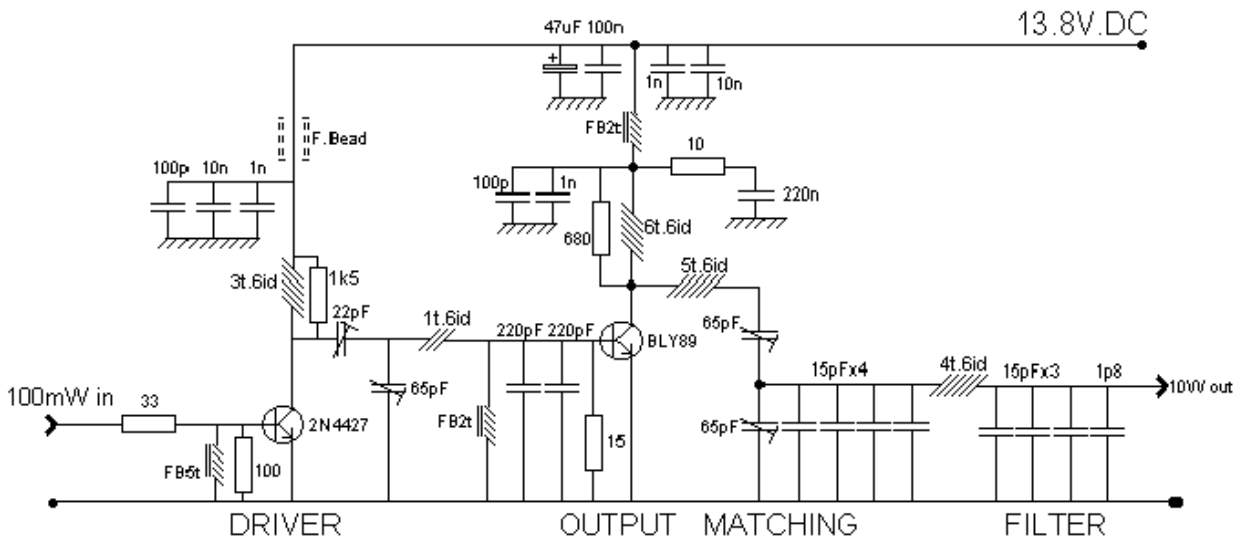 47uF 100n
13.8V.DC
+
1n
10n
FB2t
F.Bead
10
100p 10n 1n
100p
1n
220n
680
6t.6id
3t.6id
1k5
5t.6id
22pF
1t.6id
220pF 220pF
BLY89
65pF
65pF
15pFx4
4t.6id
15pFx3
1p8
100mW in
33
10W out
2N4427
FB2t
65pF
FB5t
100
15
DRIVER
OUTPUT
MATCHING
FILTER